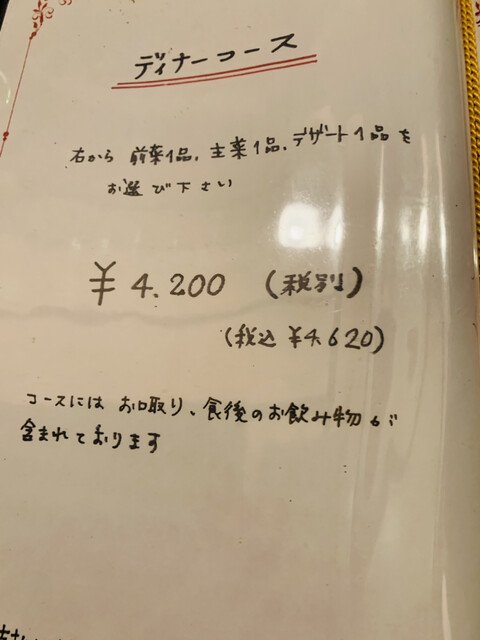 ディナーコース
右から 前菜1品、主菜1品、デザート1品を
お選び下さい
¥4.200 (税別)
(税込 ¥4.620)
コースには お口取り、食後のお飲み物が
含まれております